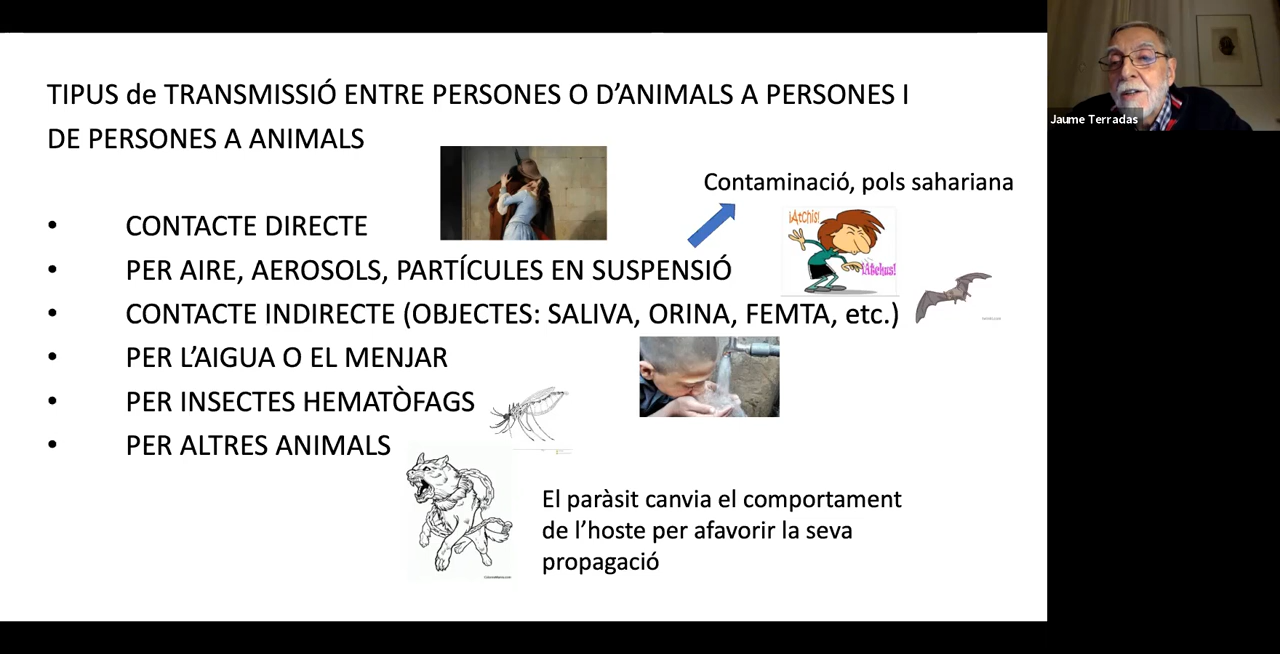 TIPUS de TRANSMISSIÓ ENTRE PERSONES O D'ANIMALS A PERSONES I
DE PERSONES A ANIMALS
Jaume Terradas
Contaminació, pols sahariana
¡Atchis!
¡Atchus!
• CONTACTE DIRECTE
• PER AIRE, AEROSOLS, PARTÍCULES EN SUSPENSIÓ
• CONTACTE INDIRECTE (OBJECTES: SALIVA, ORINA, FEMTA, etc.)
• PER L'AIGUA O EL MENJAR
• PER INSECTES HEMATÒFAGS
• PER ALTRES ANIMALS
El paràsit canvia el comportament
de l'hoste per afavorir la seva
propagació